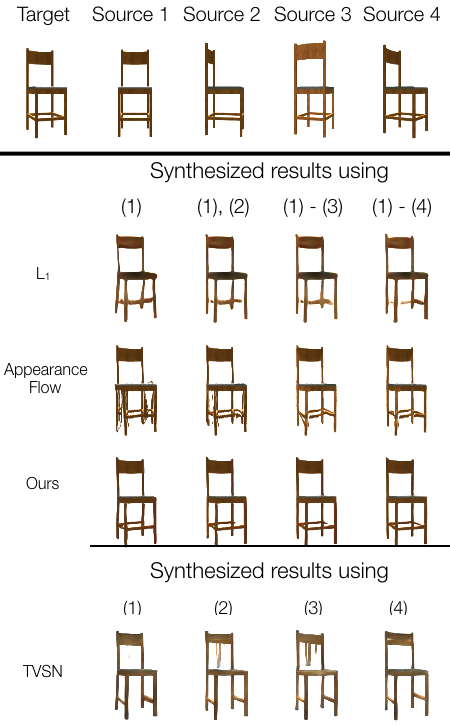 Target Source 1 Source 2 Source 3 Source 4
Synthesized results using
(1) (1), (2) (1) - (3) (1) - (4)
L₁
Appearance
Flow
Ours
Synthesized results using
(1) (2) (3) (4)
TVSN